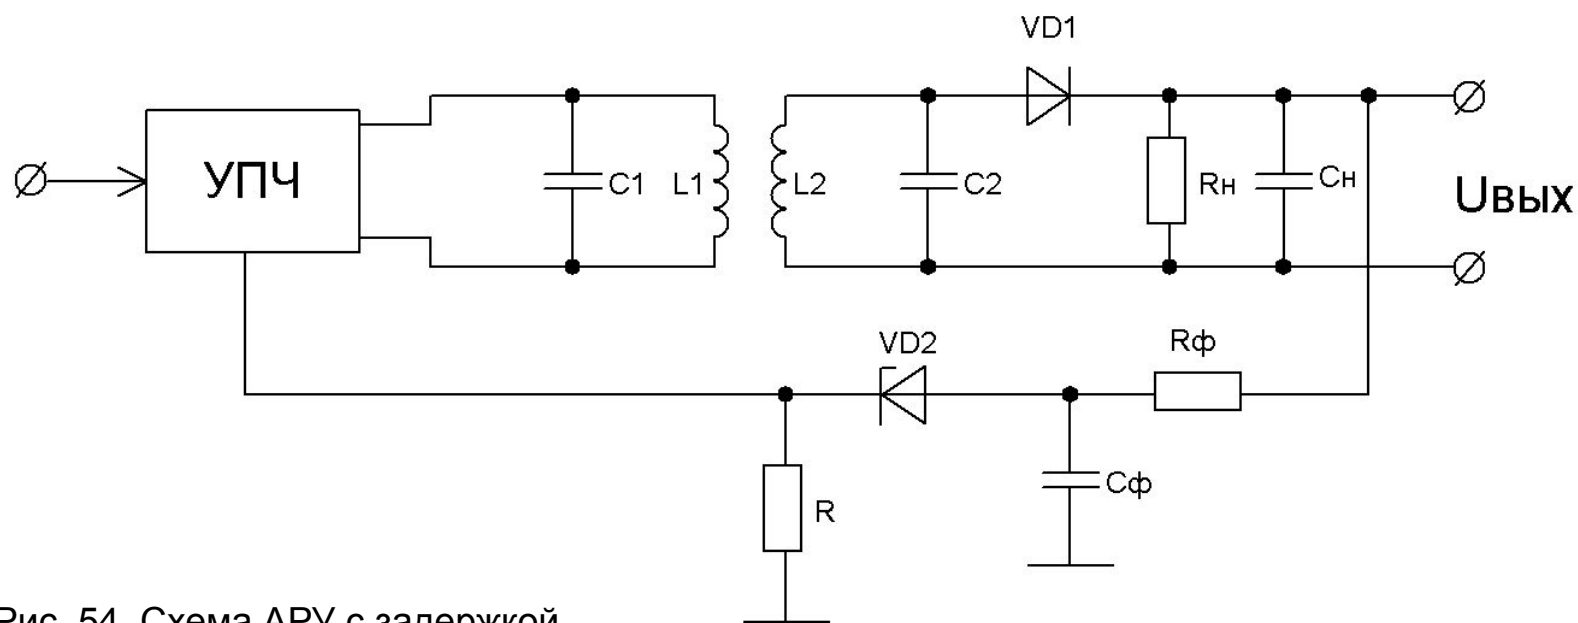 VD1
УПЧ
C1
L1
L2
C2
Rн
Cн
Uвых
VD2
Rф
Cф
R
Рис. 54. Схема АРУ с задержкой